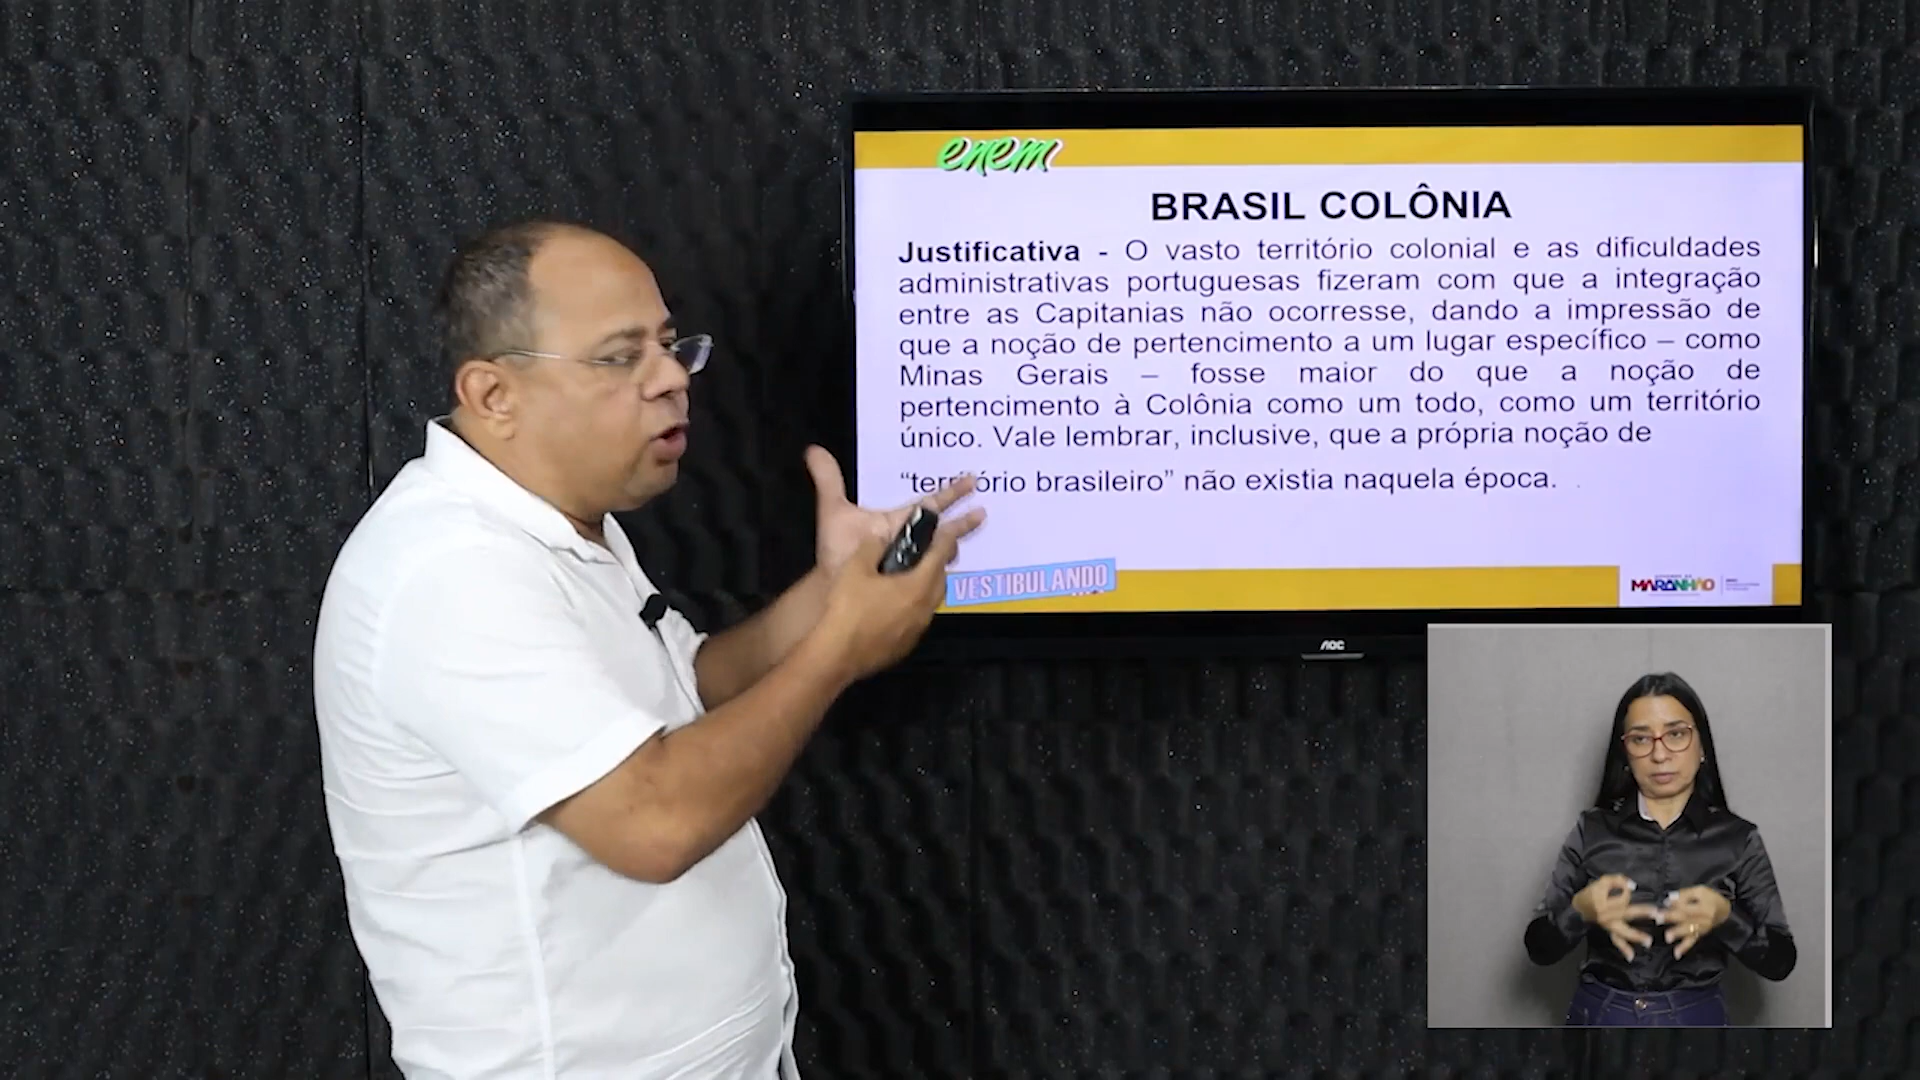 enem
BRASIL COLÔNIA
Justificativa - O vasto território colonial e as dificuldades
administrativas portuguesas fizeram com que a integração
entre as Capitanias não ocorresse, dando a impressão de
que a noção de pertencimento a um lugar específico – como
Minas Gerais – fosse maior do que a noção de
pertencimento à Colônia como um todo, como um território
único. Vale lembrar, inclusive, que a própria noção de
“território brasileiro” não existia naquela época.
VESTIBULANDO
MARANHÃO
AOC